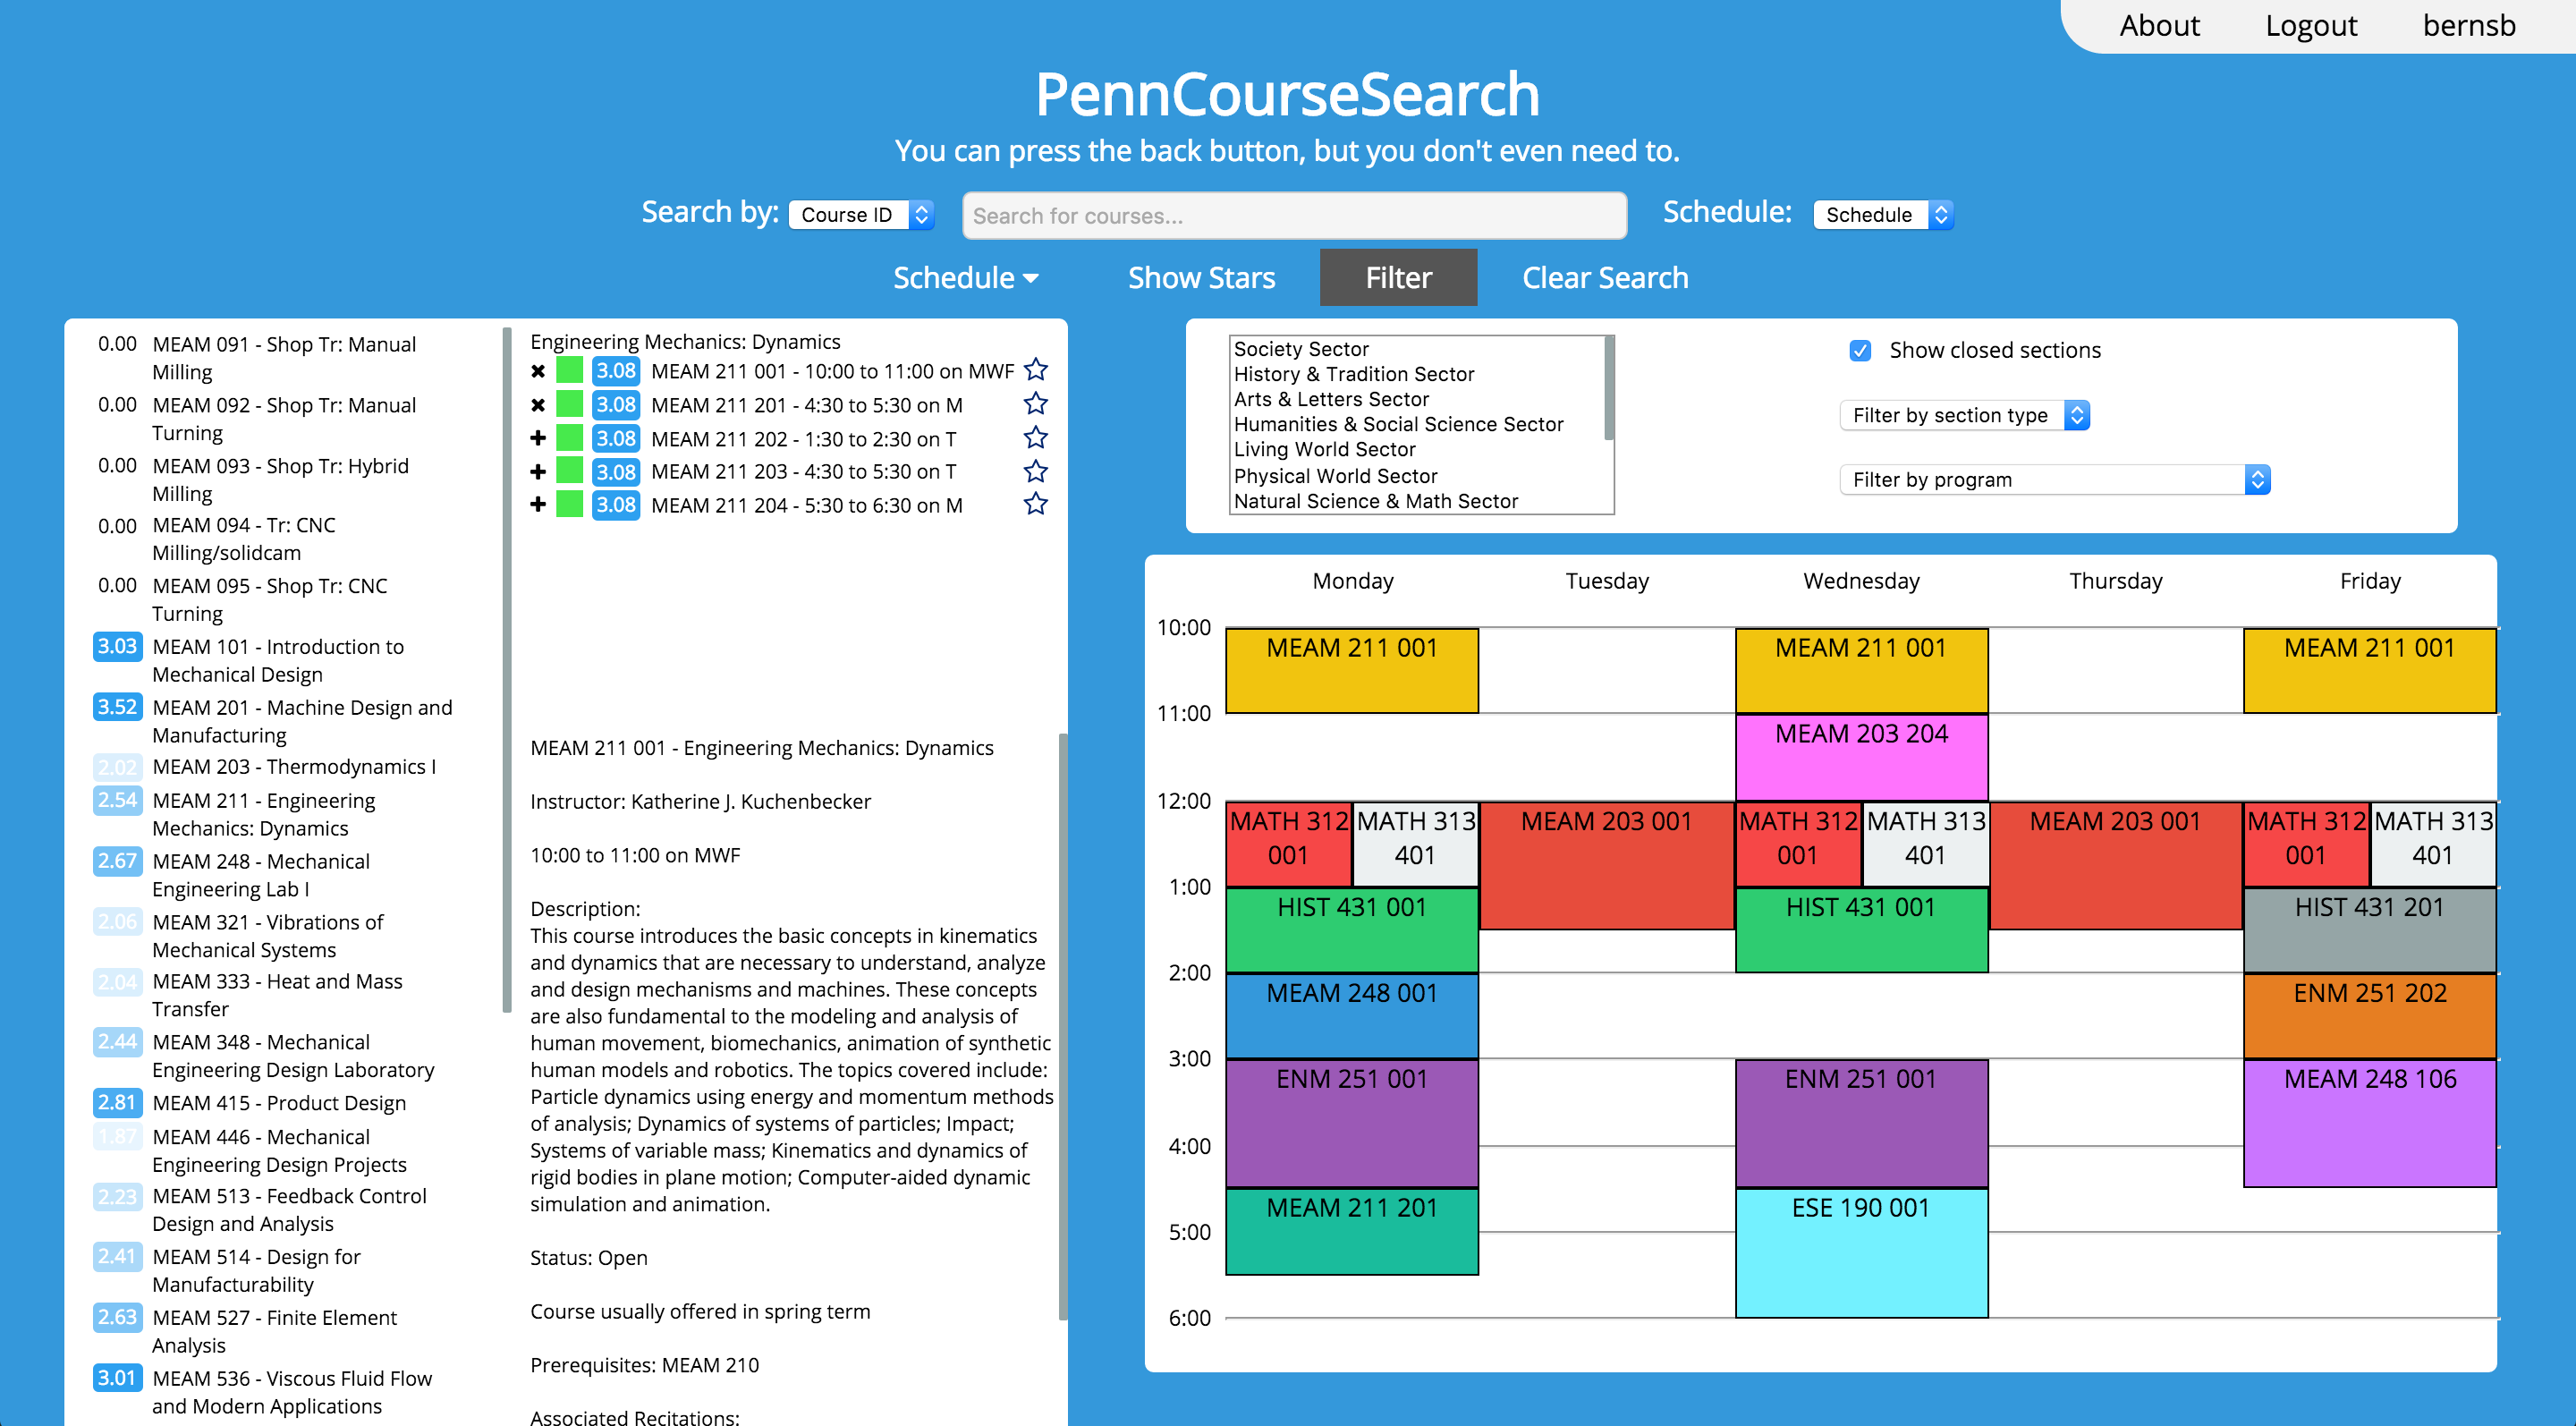 About Logout bernsb
PennCourseSearch
You can press the back button, but you don't even need to.
Search by: Course ID Search for courses... Schedule: Schedule
Schedule Show Stars Filter Clear Search
0.00 MEAM 091 - Shop Tr: Manual
Milling
0.00 MEAM 092 - Shop Tr: Manual
Turning
0.00 MEAM 093 - Shop Tr: Hybrid
Milling
0.00 MEAM 094 - Tr: CNC
Milling/solidcam
0.00 MEAM 095 - Shop Tr: CNC
Turning
3.03 MEAM 101 - Introduction to
Mechanical Design
3.52 MEAM 201 - Machine Design and
Manufacturing
2.02 MEAM 203 - Thermodynamics I
2.54 MEAM 211 - Engineering
Mechanics: Dynamics
2.67 MEAM 248 - Mechanical
Engineering Lab I
2.06 MEAM 321 - Vibrations of
Mechanical Systems
2.04 MEAM 333 - Heat and Mass
Transfer
2.44 MEAM 348 - Mechanical
Engineering Design Laboratory
2.81 MEAM 415 - Product Design
1.87 MEAM 446 - Mechanical
Engineering Design Projects
2.23 MEAM 513 - Feedback Control
Design and Analysis
2.41 MEAM 514 - Design for
Manufacturability
2.63 MEAM 527 - Finite Element
Analysis
3.01 MEAM 536 - Viscous Fluid Flow
and Modern Applications
Engineering Mechanics: Dynamics
3.08 MEAM 211 001 - 10:00 to 11:00 on MWF
3.08 MEAM 211 201 - 4:30 to 5:30 on M
3.08 MEAM 211 202 - 1:30 to 2:30 on T
3.08 MEAM 211 203 - 4:30 to 5:30 on T
3.08 MEAM 211 204 - 5:30 to 6:30 on M
MEAM 211 001 - Engineering Mechanics: Dynamics
Instructor: Katherine J. Kuchenbecker
10:00 to 11:00 on MWF
Description:
This course introduces the basic concepts in kinematics
and dynamics that are necessary to understand, analyze
and design mechanisms and machines. These concepts
are also fundamental to the modeling and analysis of
human movement, biomechanics, animation of synthetic
human models and robotics. The topics covered include:
Particle dynamics using energy and momentum methods
of analysis; Dynamics of systems of particles; Impact;
Systems of variable mass; Kinematics and dynamics of
rigid bodies in plane motion; Computer-aided dynamic
simulation and animation.
Status: Open
Course usually offered in spring term
Prerequisites: MEAM 210
Associated Recitations:
Society Sector
History & Tradition Sector
Arts & Letters Sector
Humanities & Social Science Sector
Living World Sector
Physical World Sector
Natural Science & Math Sector
Show closed sections
Filter by section type
Filter by program
Monday Tuesday Wednesday Thursday Friday
10:00 MEAM 211 001 MEAM 211 001 MEAM 211 001
11:00 MEAM 203 204
12:00 MATH 312 MATH 313 MEAM 203 001 MATH 312 MATH 313 MEAM 203 001 MATH 312 MATH 313
001 401 001 401 001 401
1:00 HIST 431 001 HIST 431 001 HIST 431 201
2:00 MEAM 248 001 ENM 251 202
3:00 ENM 251 001 ENM 251 001 MEAM 248 106
4:00
MEAM 211 201 ESE 190 001
5:00
6:00